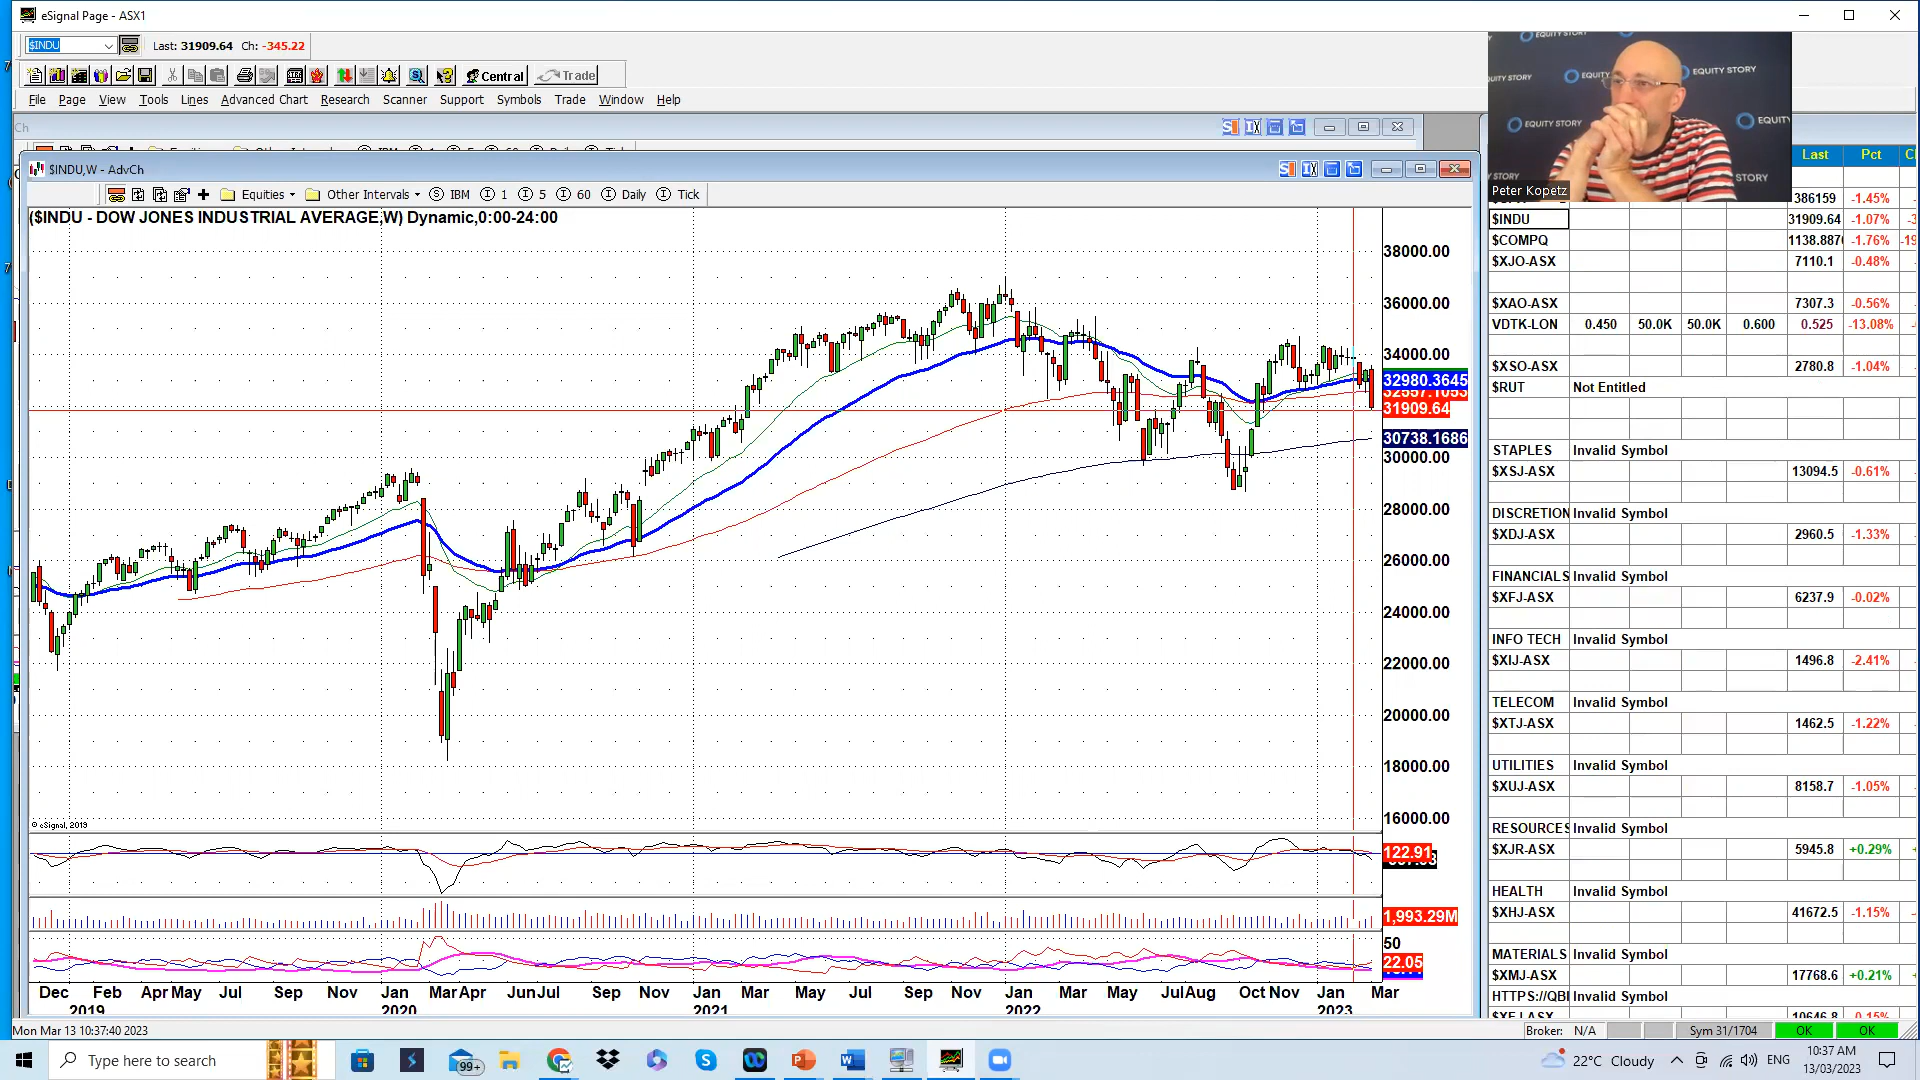 eSignal Page - ASX1
$INDU Last: 31909.64 Ch: -345.22
Central Trade
File Page View Tools Lines Advanced Chart Research Scanner Support Symbols Trade Window Help
$INDU,W - AdvCh
Equities Other Intervals IBM 1 5 60 Daily Tick
($INDU - DOW JONES INDUSTRIAL AVERAGE,W) Dynamic,0:00-24:00
38000.00
36000.00
34000.00
32980.3645
31909.64
30738.1686
30000.00
28000.00
26000.00
24000.00
22000.00
20000.00
18000.00
16000.00
© eSignal, 2019
122.91
1,993.29M
50
22.05
Dec Feb Apr May Jul Sep Nov Jan Mar Apr Jun Jul Sep Nov Jan Mar May Jul Sep Nov Jan Mar May Jul Aug Oct Nov Jan Mar
2019 2020 2021 2022 2023
EQUITY STORY
EQUITY STORY
EQUITY STORY
Peter Kopetz
Last Pct
386159 -1.45%
$INDU 31909.64 -1.07%
$COMPQ 1138.887 -1.76% -19
$XJO-ASX 7110.1 -0.48%
$XAO-ASX 7307.3 -0.56%
VDTK-LON 0.450 50.0K 50.0K 0.600 0.525 -13.08%
$XSO-ASX 2780.8 -1.04%
$RUT Not Entitled
STAPLES Invalid Symbol
$XSJ-ASX 13094.5 -0.61%
DISCRETION Invalid Symbol
$XDJ-ASX 2960.5 -1.33%
FINANCIALS Invalid Symbol
$XFJ-ASX 6237.9 -0.02%
INFO TECH Invalid Symbol
$XIJ-ASX 1496.8 -2.41%
TELECOM Invalid Symbol
$XTJ-ASX 1462.5 -1.22%
UTILITIES Invalid Symbol
$XUJ-ASX 8158.7 -1.05%
RESOURCES Invalid Symbol
$XJR-ASX 5945.8 +0.29%
HEALTH Invalid Symbol
$XHJ-ASX 41672.5 -1.15%
MATERIALS Invalid Symbol
$XMJ-ASX 17768.6 +0.21%
HTTPS://QBI Invalid Symbol
Mon Mar 13 10:37:40 2023
Broker: N/A Sym 31/1704 OK OK
Type here to search
99+
22°C Cloudy
ENG
10:37 AM
13/03/2023